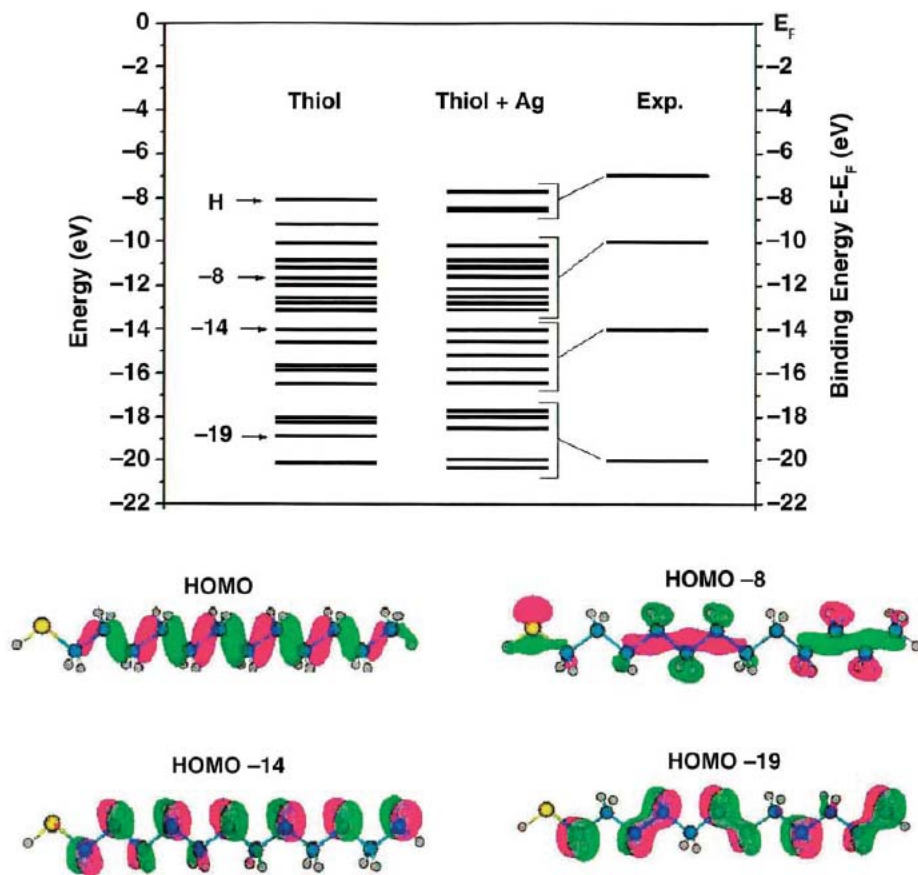 0
−2
−4
−6
−8
−10
−12
−14
−16
−18
−20
−22
Energy (eV)
Thiol
Thiol + Ag
Exp.
H
−8
−14
−19
E_F
−2
−4
−6
−8
−10
−12
−14
−16
−18
−20
−22
Binding Energy E-E_F (eV)
HOMO
HOMO −8
HOMO −14
HOMO −19